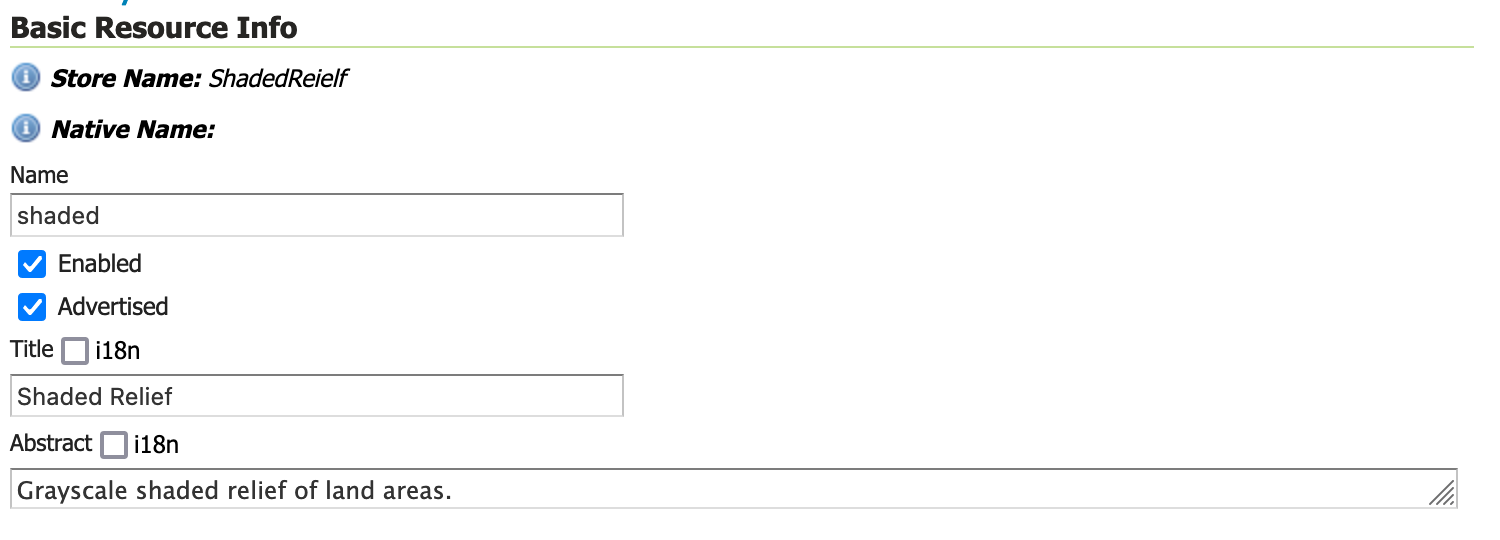 Basic Resource Info
Store Name: ShadedReielf
Native Name:
Name
shaded
Enabled
Advertised
Title i18n
Shaded Relief
Abstract i18n
Grayscale shaded relief of land areas.